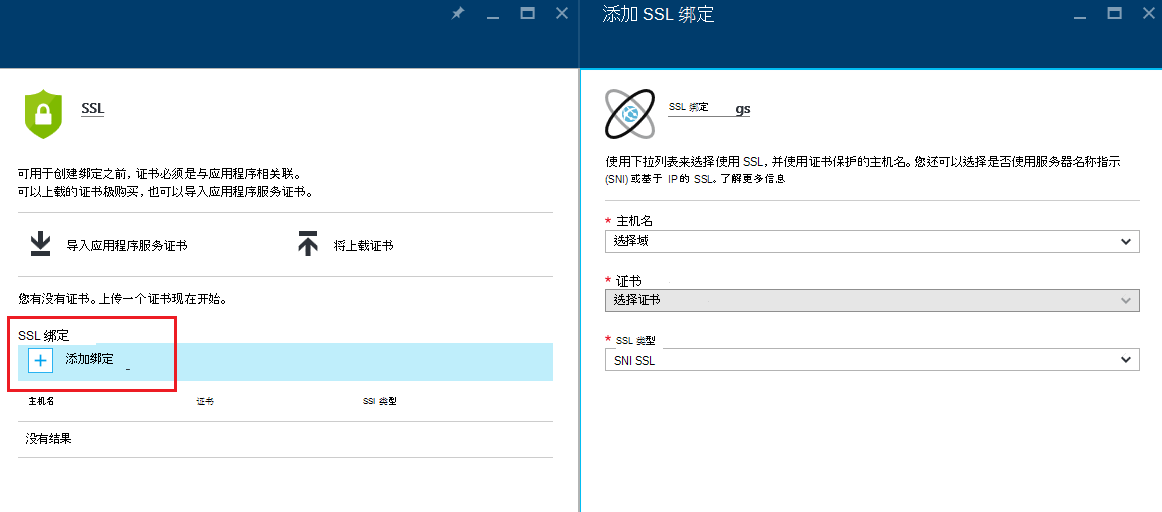 SSL
可用于创建绑定之前，证书必须是与应用程序相关联。
可以上载的证书极购买，也可以导入应用程序服务证书。
导入应用程序服务证书
将上载证书
您有没有证书。上传一个证书现在开始。
SSL 绑定
添加绑定
主机名 证书 SSI 类型
没有结果
添加 SSL 绑定
SSL 绑定 gs
使用下拉列表来选择使用 SSL，并使用证书保护的主机名。您还可以选择是否使用服务器名称指示
(SNI) 或基于 IP 的 SSL。了解更多信息
* 主机名
选择域
* 证书
选择证书
* SSL 类型
SNI SSL